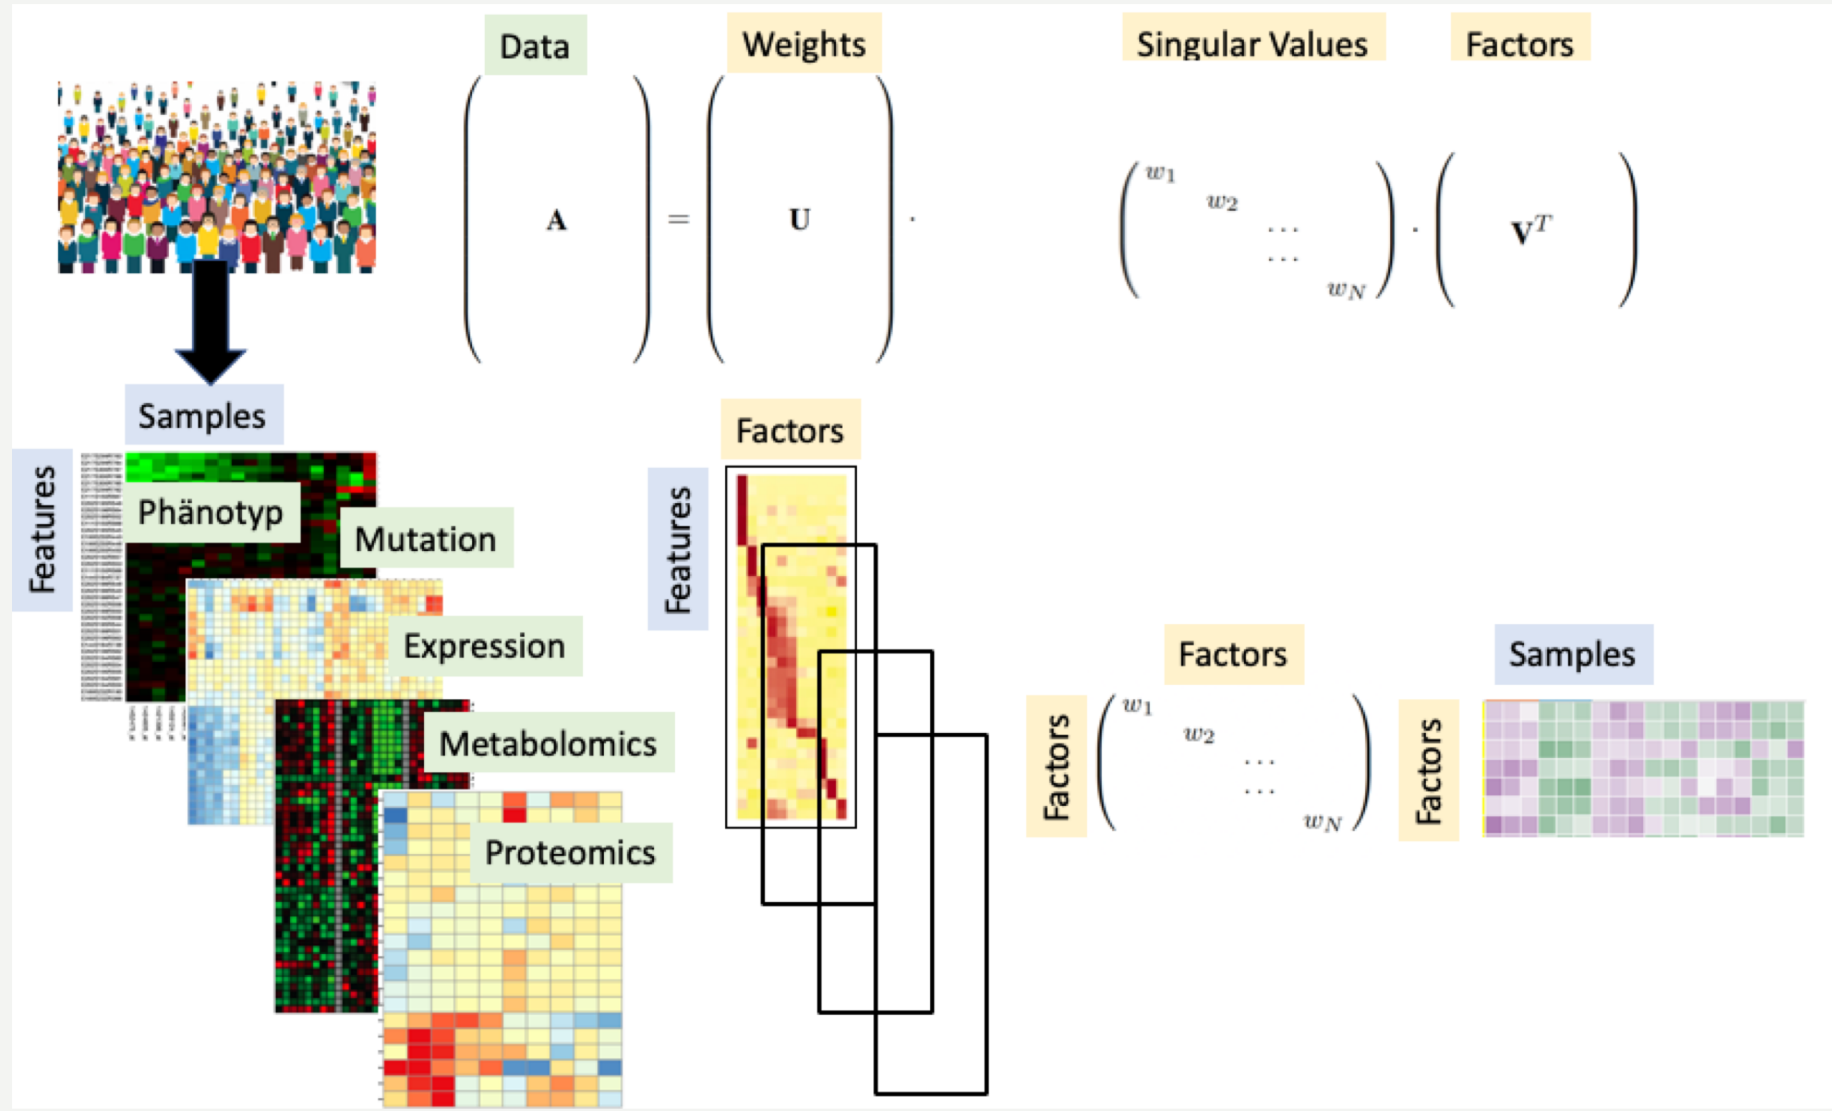 Data
Weights
Singular Values
Factors
A
=
U
·
w1
w2
...
...
wN
·
V^T
Samples
Features
Phänotyp
Mutation
Expression
Metabolomics
Proteomics
Factors
Features
Factors
Factors
w1
w2
...
...
wN
Samples
Factors